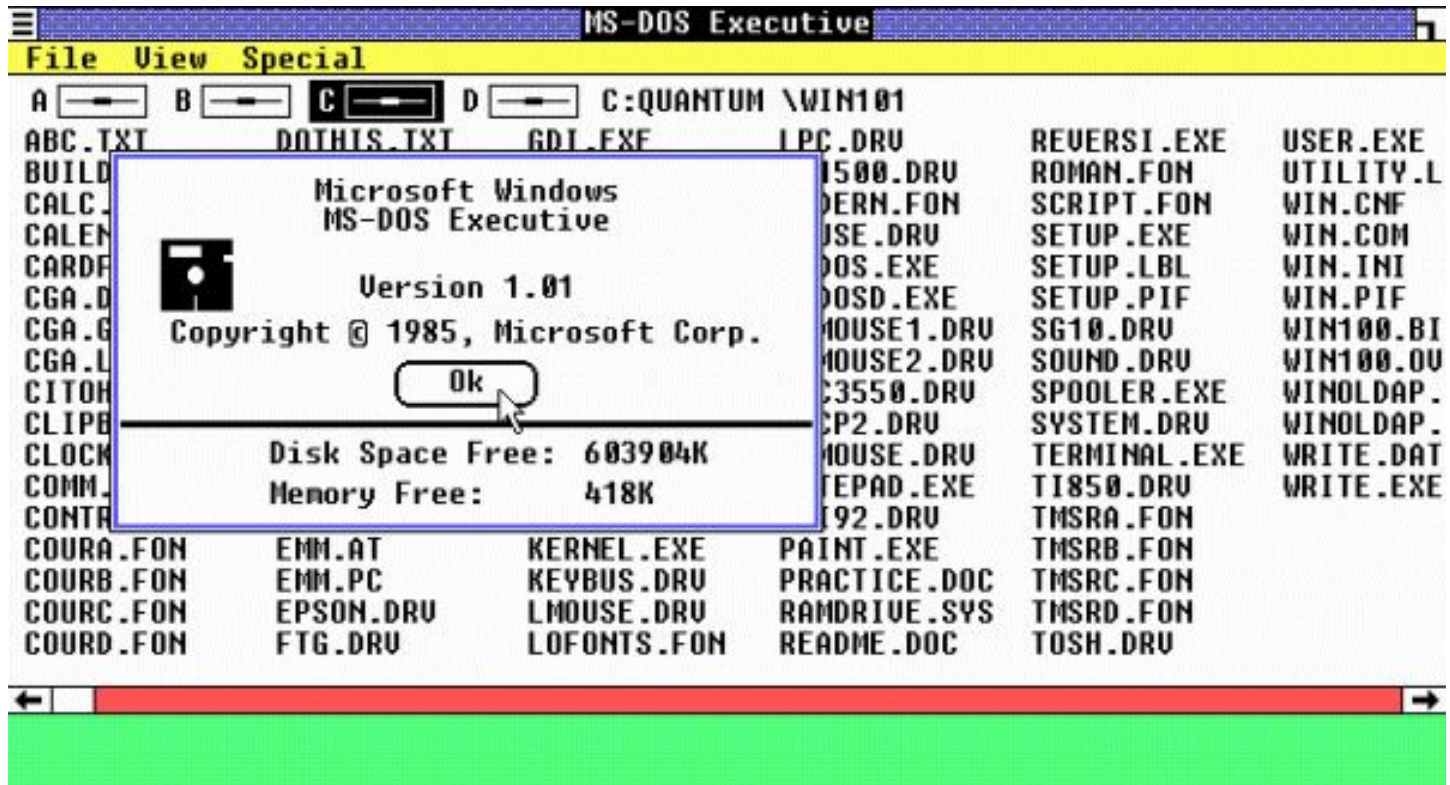 MS-DOS Executive
File View Special
A B C D C:QUANTUM \WIN101
ABC.TXT DOTHIS.TXT GDI.EXE LPC.DRV REVERSI.EXE USER.EXE
ROMAN.FON UTILITY.L
SCRIPT.FON WIN.CNF
SETUP.EXE WIN.COM
SETUP.LBL WIN.INI
SETUP.PIF WIN.PIF
SG10.DRV WIN100.BI
SOUND.DRV WIN100.OV
SPOOLER.EXE WINOLDAP.
SYSTEM.DRV WINOLDAP.
TERMINAL.EXE WRITE.DAT
TI850.DRV WRITE.EXE
TMSRA.FON
COURA.FON EMM.AT KERNEL.EXE PAINT.EXE TMSRB.FON
COURB.FON EMM.PC KEYBUS.DRV PRACTICE.DOC TMSRC.FON
COURC.FON EPSON.DRV LMOUSE.DRV RAMDRIVE.SYS TMSRD.FON
COURD.FON FTG.DRV LOFONTS.FON README.DOC TOSH.DRV
Microsoft Windows
MS-DOS Executive
Version 1.01
Copyright © 1985, Microsoft Corp.
Ok
Disk Space Free: 603904K
Memory Free: 418K